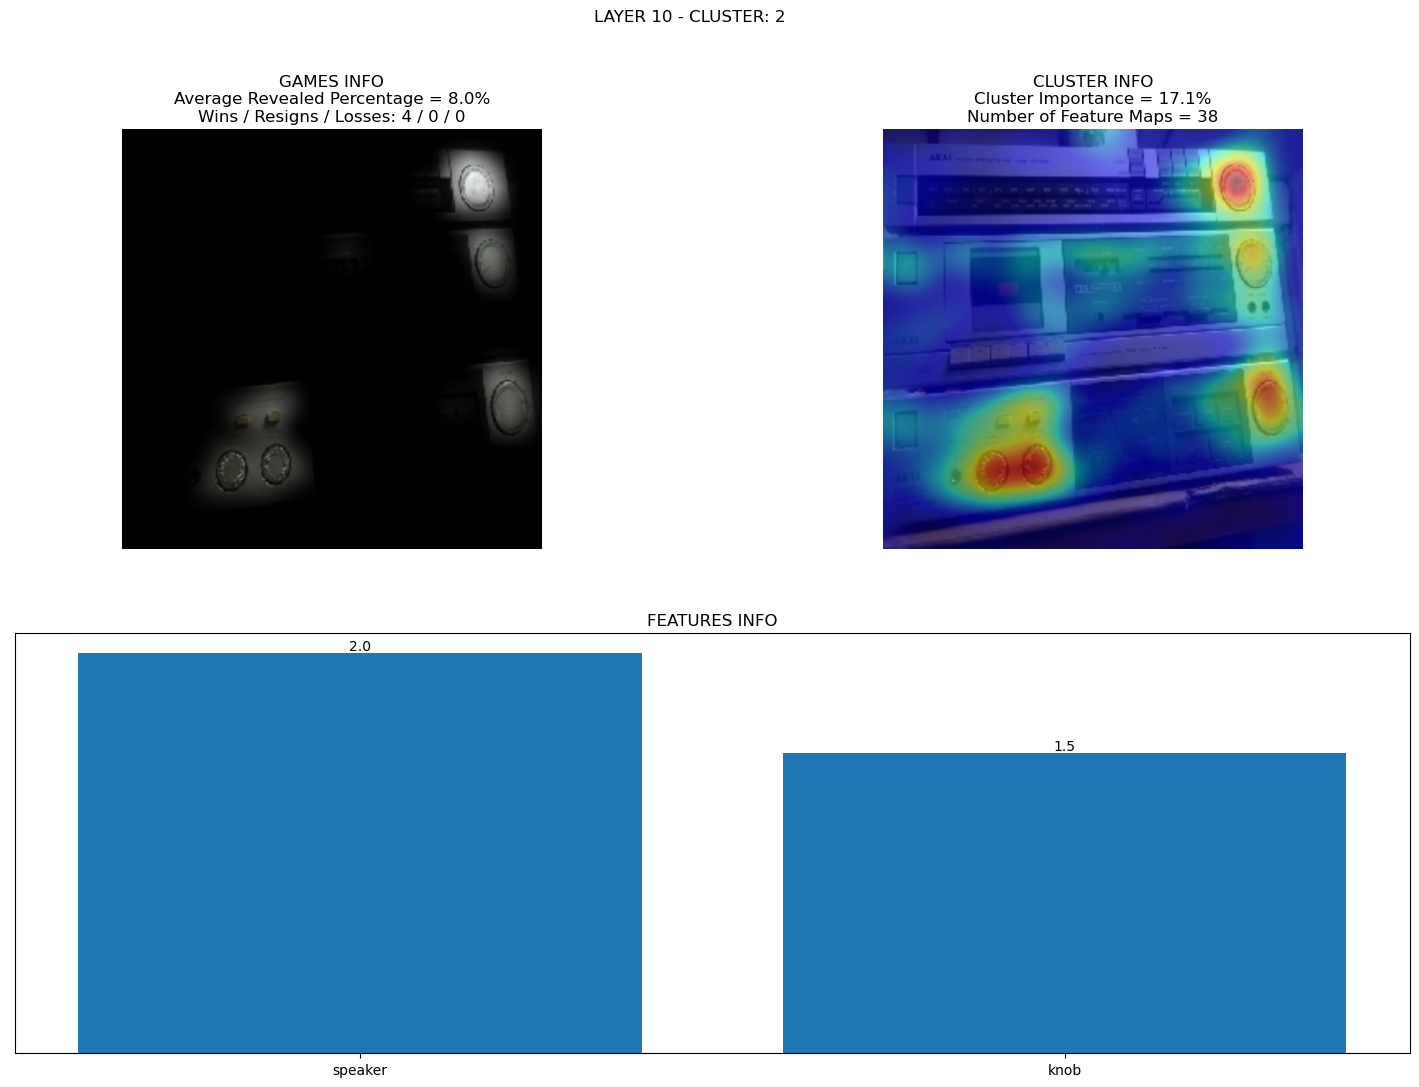 LAYER 10 - CLUSTER: 2
GAMES INFO
Average Revealed Percentage = 8.0%
Wins / Resigns / Losses: 4 / 0 / 0
CLUSTER INFO
Cluster Importance = 17.1%
Number of Feature Maps = 38
AKAI
FEATURES INFO
2.0
1.5
speaker
knob